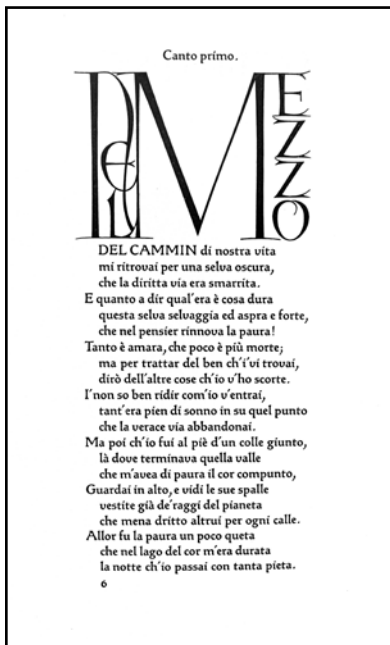 Canto primo.
NEL MEZZO
DEL CAMMIN di nostra vita
mi ritrovai per una selva oscura,
che la diritta via era smarrita.
E quanto a dir qual'era è cosa dura
questa selva selvaggia ed aspra e forte,
che nel pensier rinnova la paura!
Tanto è amara, che poco è più morte;
ma per trattar del ben ch'i'vi trovai,
dirò dell'altre cose ch'io v'ho scorte.
I'non so ben ridir com'io v'entrai,
tant'era pien di sonno in su quel punto
che la verace via abbandonai.
Ma poi ch'io fui al piè d'un colle giunto,
là dove terminava quella valle
che m'avea di paura il cor compunto,
Guardai in alto, e vidi le sue spalle
vestite già de'raggi del pianeta
che mena dritto altrui per ogni calle.
Allor fu la paura un poco queta
che nel lago del cor m'era durata
la notte ch'io passai con tanta pieta.
6